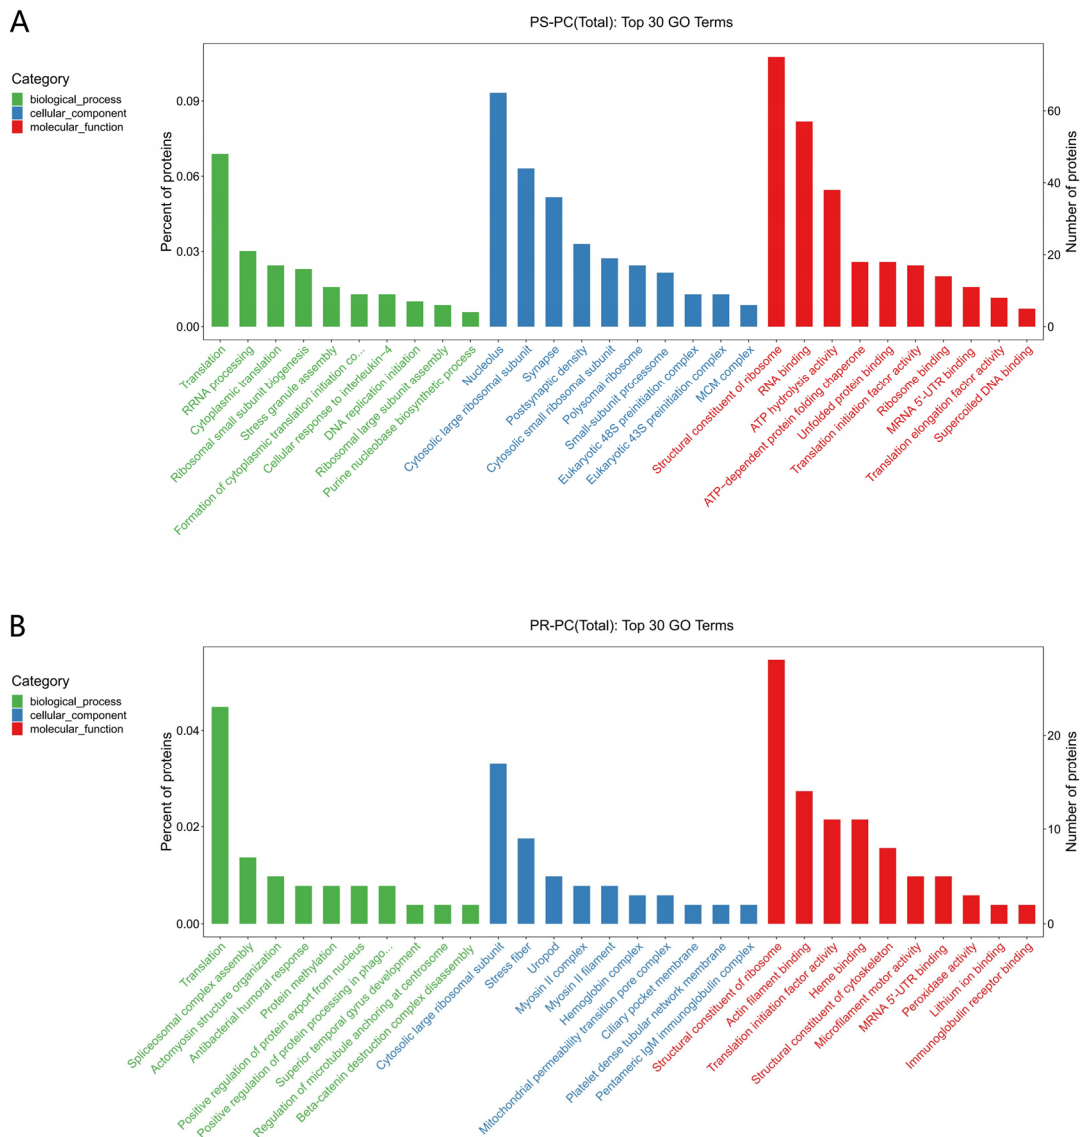 A
PS-PC(Total): Top 30 GO Terms
Category
biological_process
cellular_component
molecular_function
Percent of proteins
0.09
0.06
0.03
0.00
Number of proteins
60
40
20
0
Translation
RRNA processing
Cytoplasmic translation
Ribosomal small subunit biogenesis
Stress granule assembly
Formation of cytoplasmic translation initiation co...
Cellular response to interleukin−4
DNA replication initiation
Ribosomal large subunit assembly
Purine nucleobase biosynthetic process
Nucleolus
Cytosolic large ribosomal subunit
Synapse
Postsynaptic density
Cytosolic small ribosomal subunit
Polysomal ribosome
Small−subunit processome
Eukaryotic 48S preinitiation complex
Eukaryotic 43S preinitiation complex
MCM complex
Structural constituent of ribosome
RNA binding
ATP hydrolysis activity
ATP−dependent protein folding chaperone
Unfolded protein binding
Translation initiation factor activity
Ribosome binding
MRNA 5'−UTR binding
Translation elongation factor activity
Supercoiled DNA binding
B
PR-PC(Total): Top 30 GO Terms
Category
biological_process
cellular_component
molecular_function
Percent of proteins
0.04
0.02
0.00
Number of proteins
20
10
0
Translation
Spliceosomal complex assembly
Actomyosin structure organization
Antibacterial humoral response
Protein methylation
Positive regulation of protein export from nucleus
Positive regulation of protein processing in phago...
Superior temporal gyrus development
Regulation of microtubule anchoring at centrosome
Beta-catenin destruction complex disassembly
Cytosolic large ribosomal subunit
Stress fiber
Uropod
Myosin II complex
Myosin II filament
Hemoglobin complex
Mitochondrial permeability transition pore complex
Ciliary pocket membrane
Platelet dense tubular network membrane
Pentameric IgM immunoglobulin complex
Structural constituent of ribosome
Actin filament binding
Translation initiation factor activity
Heme binding
Structural constituent of cytoskeleton
Microfilament motor activity
MRNA 5'-UTR binding
Peroxidase activity
Lithium ion binding
Immunoglobulin receptor binding